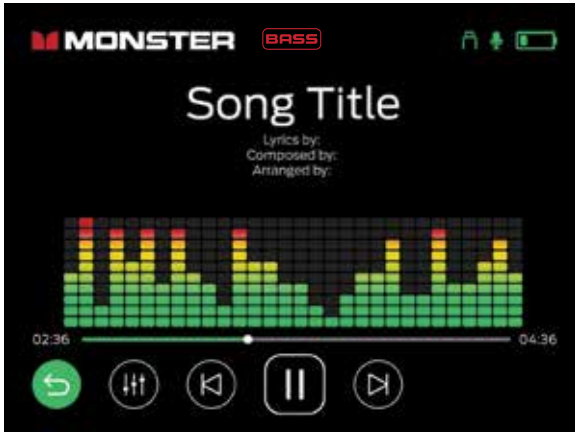 MONSTER BASS
Song Title
Lyrics by:
Composed by:
Arranged by:
02:36 04:36